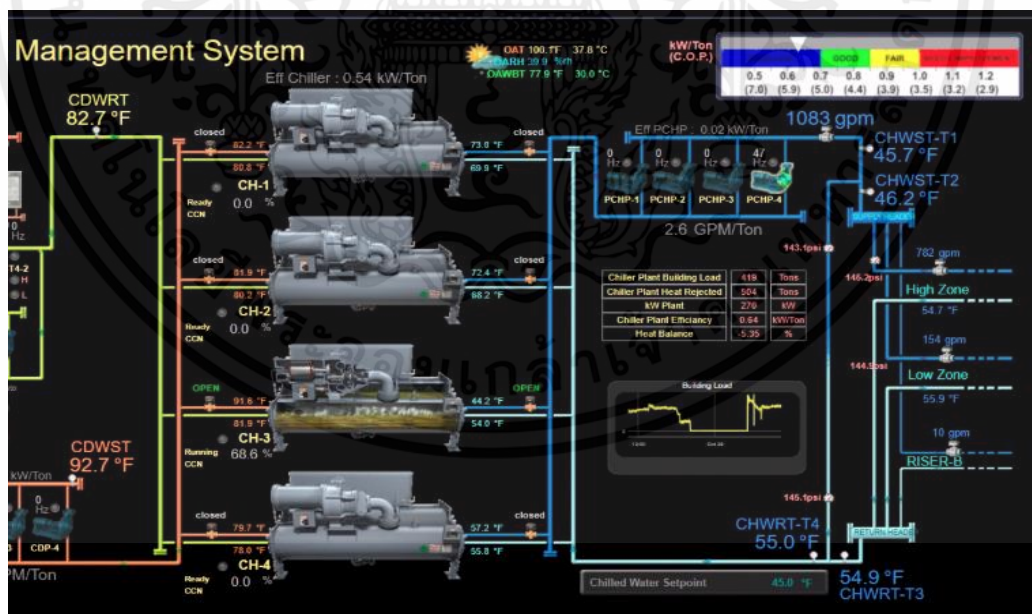 Management System
OAT 100.1°F 37.8 °C
OARH 39.9 %rh
OAWBT 77.9 °F 30.0 °C
kW/Ton
(C.O.P.)
GOOD FAIR
0.5 0.6 0.7 0.8 0.9 1.0 1.1 1.2
(7.0) (5.9) (5.0) (4.4) (3.9) (3.5) (3.2) (2.9)
Eff Chiller : 0.54 kW/Ton
CDWRT
82.7 °F
closed closed
82.2 °F 73.0 °F
80.8 °F 69.9 °F
CH-1
Ready 0.0 %
CCN
closed closed
81.9 °F 72.4 °F
80.2 °F 68.2 °F
CH-2
Ready 0.0 %
CCN
OPEN OPEN
91.6 °F 44.2 °F
81.9 °F 54.0 °F
CH-3
Running 68.6 %
CCN
closed closed
79.7 °F 57.2 °F
78.0 °F 55.8 °F
CH-4
Ready 0.0 %
CCN
Hz
T4-2
H
L
CDWST
92.7 °F
kW/Ton
0
Hz
CDP-4
PM/Ton
Eff PCHP : 0.02 kW/Ton
1083 gpm
0 0 0 47
Hz Hz Hz Hz
PCHP-1 PCHP-2 PCHP-3 PCHP-4
2.6 GPM/Ton
CHWST-T1
45.7 °F
CHWST-T2
46.2 °F
SUPPLY HEADER
143.1psi
146.2psi
782 gpm
High Zone
54.7 °F
154 gpm
144.9psi
Low Zone
55.9 °F
10 gpm
RISER-B
Chiller Plant Building Load 419 Tons
Chiller Plant Heat Rejected 504 Tons
kW Plant 270 kW
Chiller Plant Efficiancy 0.64 kW/Ton
Heat Balance -5.35 %
Building Load
145.1psi
CHWRT-T4
55.0 °F
RETURN HEADE
Chilled Water Setpoint 45.0 °F
54.9 °F
CHWRT-T3